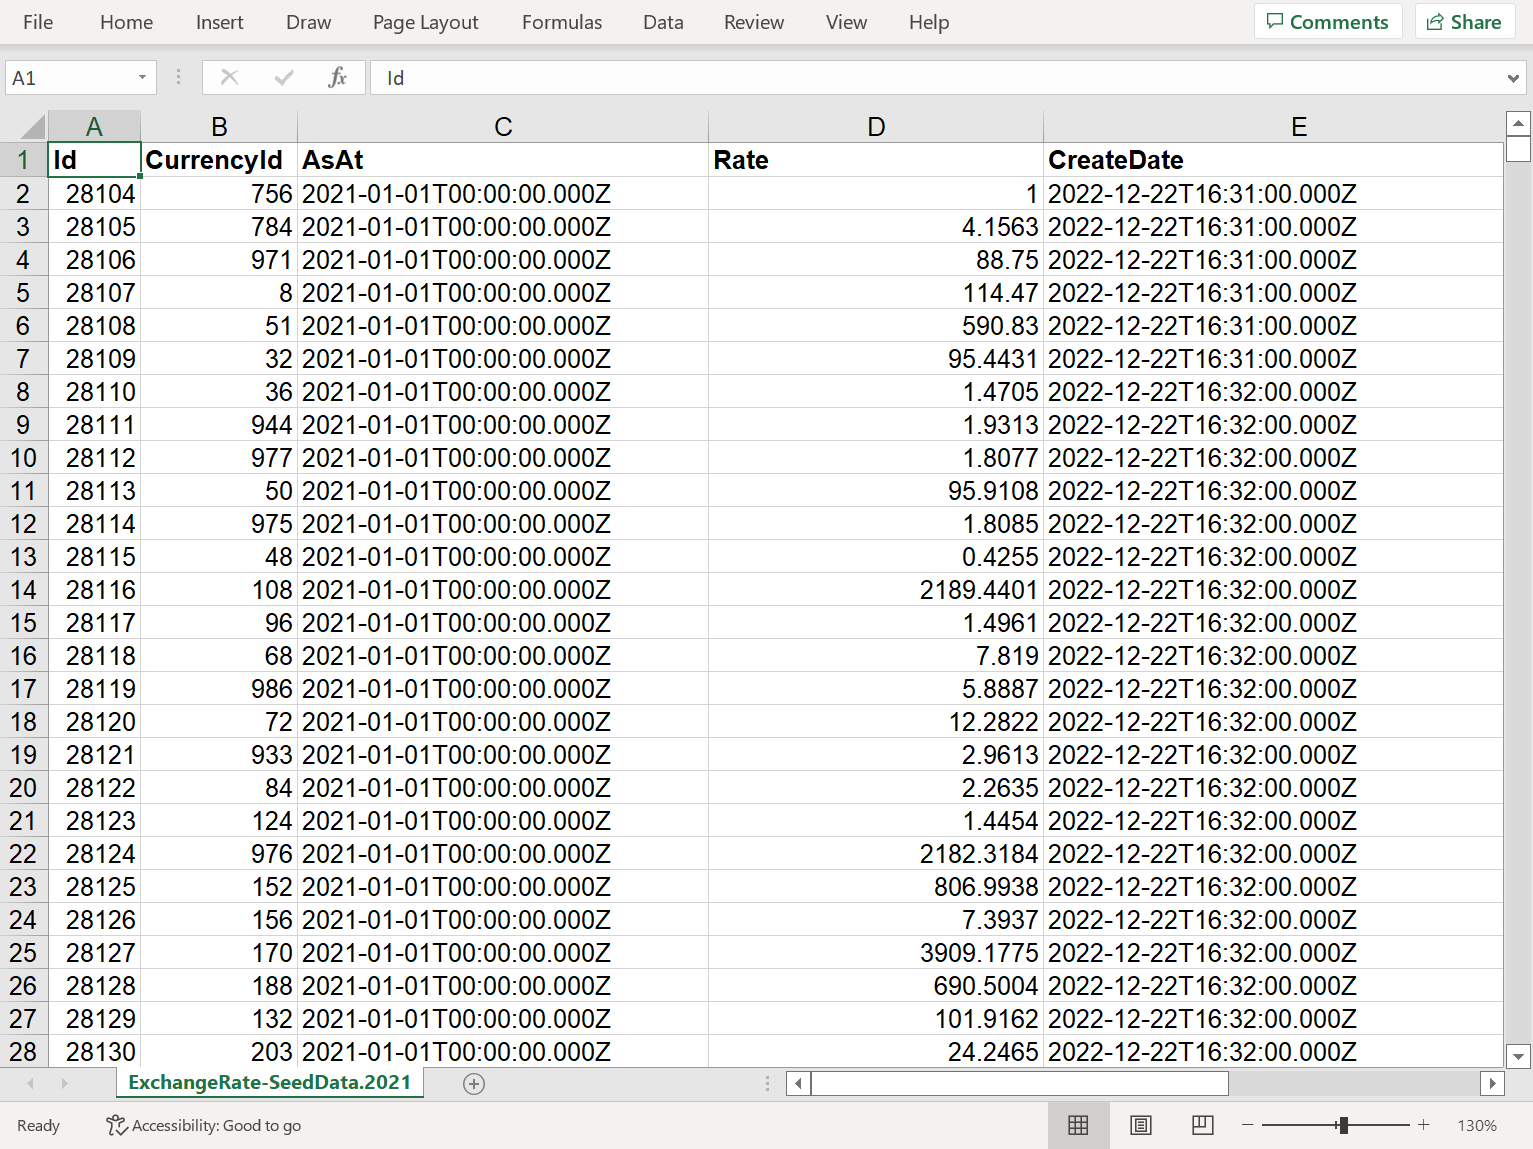 File Home Insert Draw Page Layout Formulas Data Review View Help Comments Share
A1 fx Id
A B C D E
1 Id CurrencyId AsAt Rate CreateDate
2 28104 756 2021-01-01T00:00:00.000Z 1 2022-12-22T16:31:00.000Z
3 28105 784 2021-01-01T00:00:00.000Z 4.1563 2022-12-22T16:31:00.000Z
4 28106 971 2021-01-01T00:00:00.000Z 88.75 2022-12-22T16:31:00.000Z
5 28107 8 2021-01-01T00:00:00.000Z 114.47 2022-12-22T16:31:00.000Z
6 28108 51 2021-01-01T00:00:00.000Z 590.83 2022-12-22T16:31:00.000Z
7 28109 32 2021-01-01T00:00:00.000Z 95.4431 2022-12-22T16:31:00.000Z
8 28110 36 2021-01-01T00:00:00.000Z 1.4705 2022-12-22T16:32:00.000Z
9 28111 944 2021-01-01T00:00:00.000Z 1.9313 2022-12-22T16:32:00.000Z
10 28112 977 2021-01-01T00:00:00.000Z 1.8077 2022-12-22T16:32:00.000Z
11 28113 50 2021-01-01T00:00:00.000Z 95.9108 2022-12-22T16:32:00.000Z
12 28114 975 2021-01-01T00:00:00.000Z 1.8085 2022-12-22T16:32:00.000Z
13 28115 48 2021-01-01T00:00:00.000Z 0.4255 2022-12-22T16:32:00.000Z
14 28116 108 2021-01-01T00:00:00.000Z 2189.4401 2022-12-22T16:32:00.000Z
15 28117 96 2021-01-01T00:00:00.000Z 1.4961 2022-12-22T16:32:00.000Z
16 28118 68 2021-01-01T00:00:00.000Z 7.819 2022-12-22T16:32:00.000Z
17 28119 986 2021-01-01T00:00:00.000Z 5.8887 2022-12-22T16:32:00.000Z
18 28120 72 2021-01-01T00:00:00.000Z 12.2822 2022-12-22T16:32:00.000Z
19 28121 933 2021-01-01T00:00:00.000Z 2.9613 2022-12-22T16:32:00.000Z
20 28122 84 2021-01-01T00:00:00.000Z 2.2635 2022-12-22T16:32:00.000Z
21 28123 124 2021-01-01T00:00:00.000Z 1.4454 2022-12-22T16:32:00.000Z
22 28124 976 2021-01-01T00:00:00.000Z 2182.3184 2022-12-22T16:32:00.000Z
23 28125 152 2021-01-01T00:00:00.000Z 806.9938 2022-12-22T16:32:00.000Z
24 28126 156 2021-01-01T00:00:00.000Z 7.3937 2022-12-22T16:32:00.000Z
25 28127 170 2021-01-01T00:00:00.000Z 3909.1775 2022-12-22T16:32:00.000Z
26 28128 188 2021-01-01T00:00:00.000Z 690.5004 2022-12-22T16:32:00.000Z
27 28129 132 2021-01-01T00:00:00.000Z 101.9162 2022-12-22T16:32:00.000Z
28 28130 203 2021-01-01T00:00:00.000Z 24.2465 2022-12-22T16:32:00.000Z
ExchangeRate-SeedData.2021
Ready Accessibility: Good to go 130%